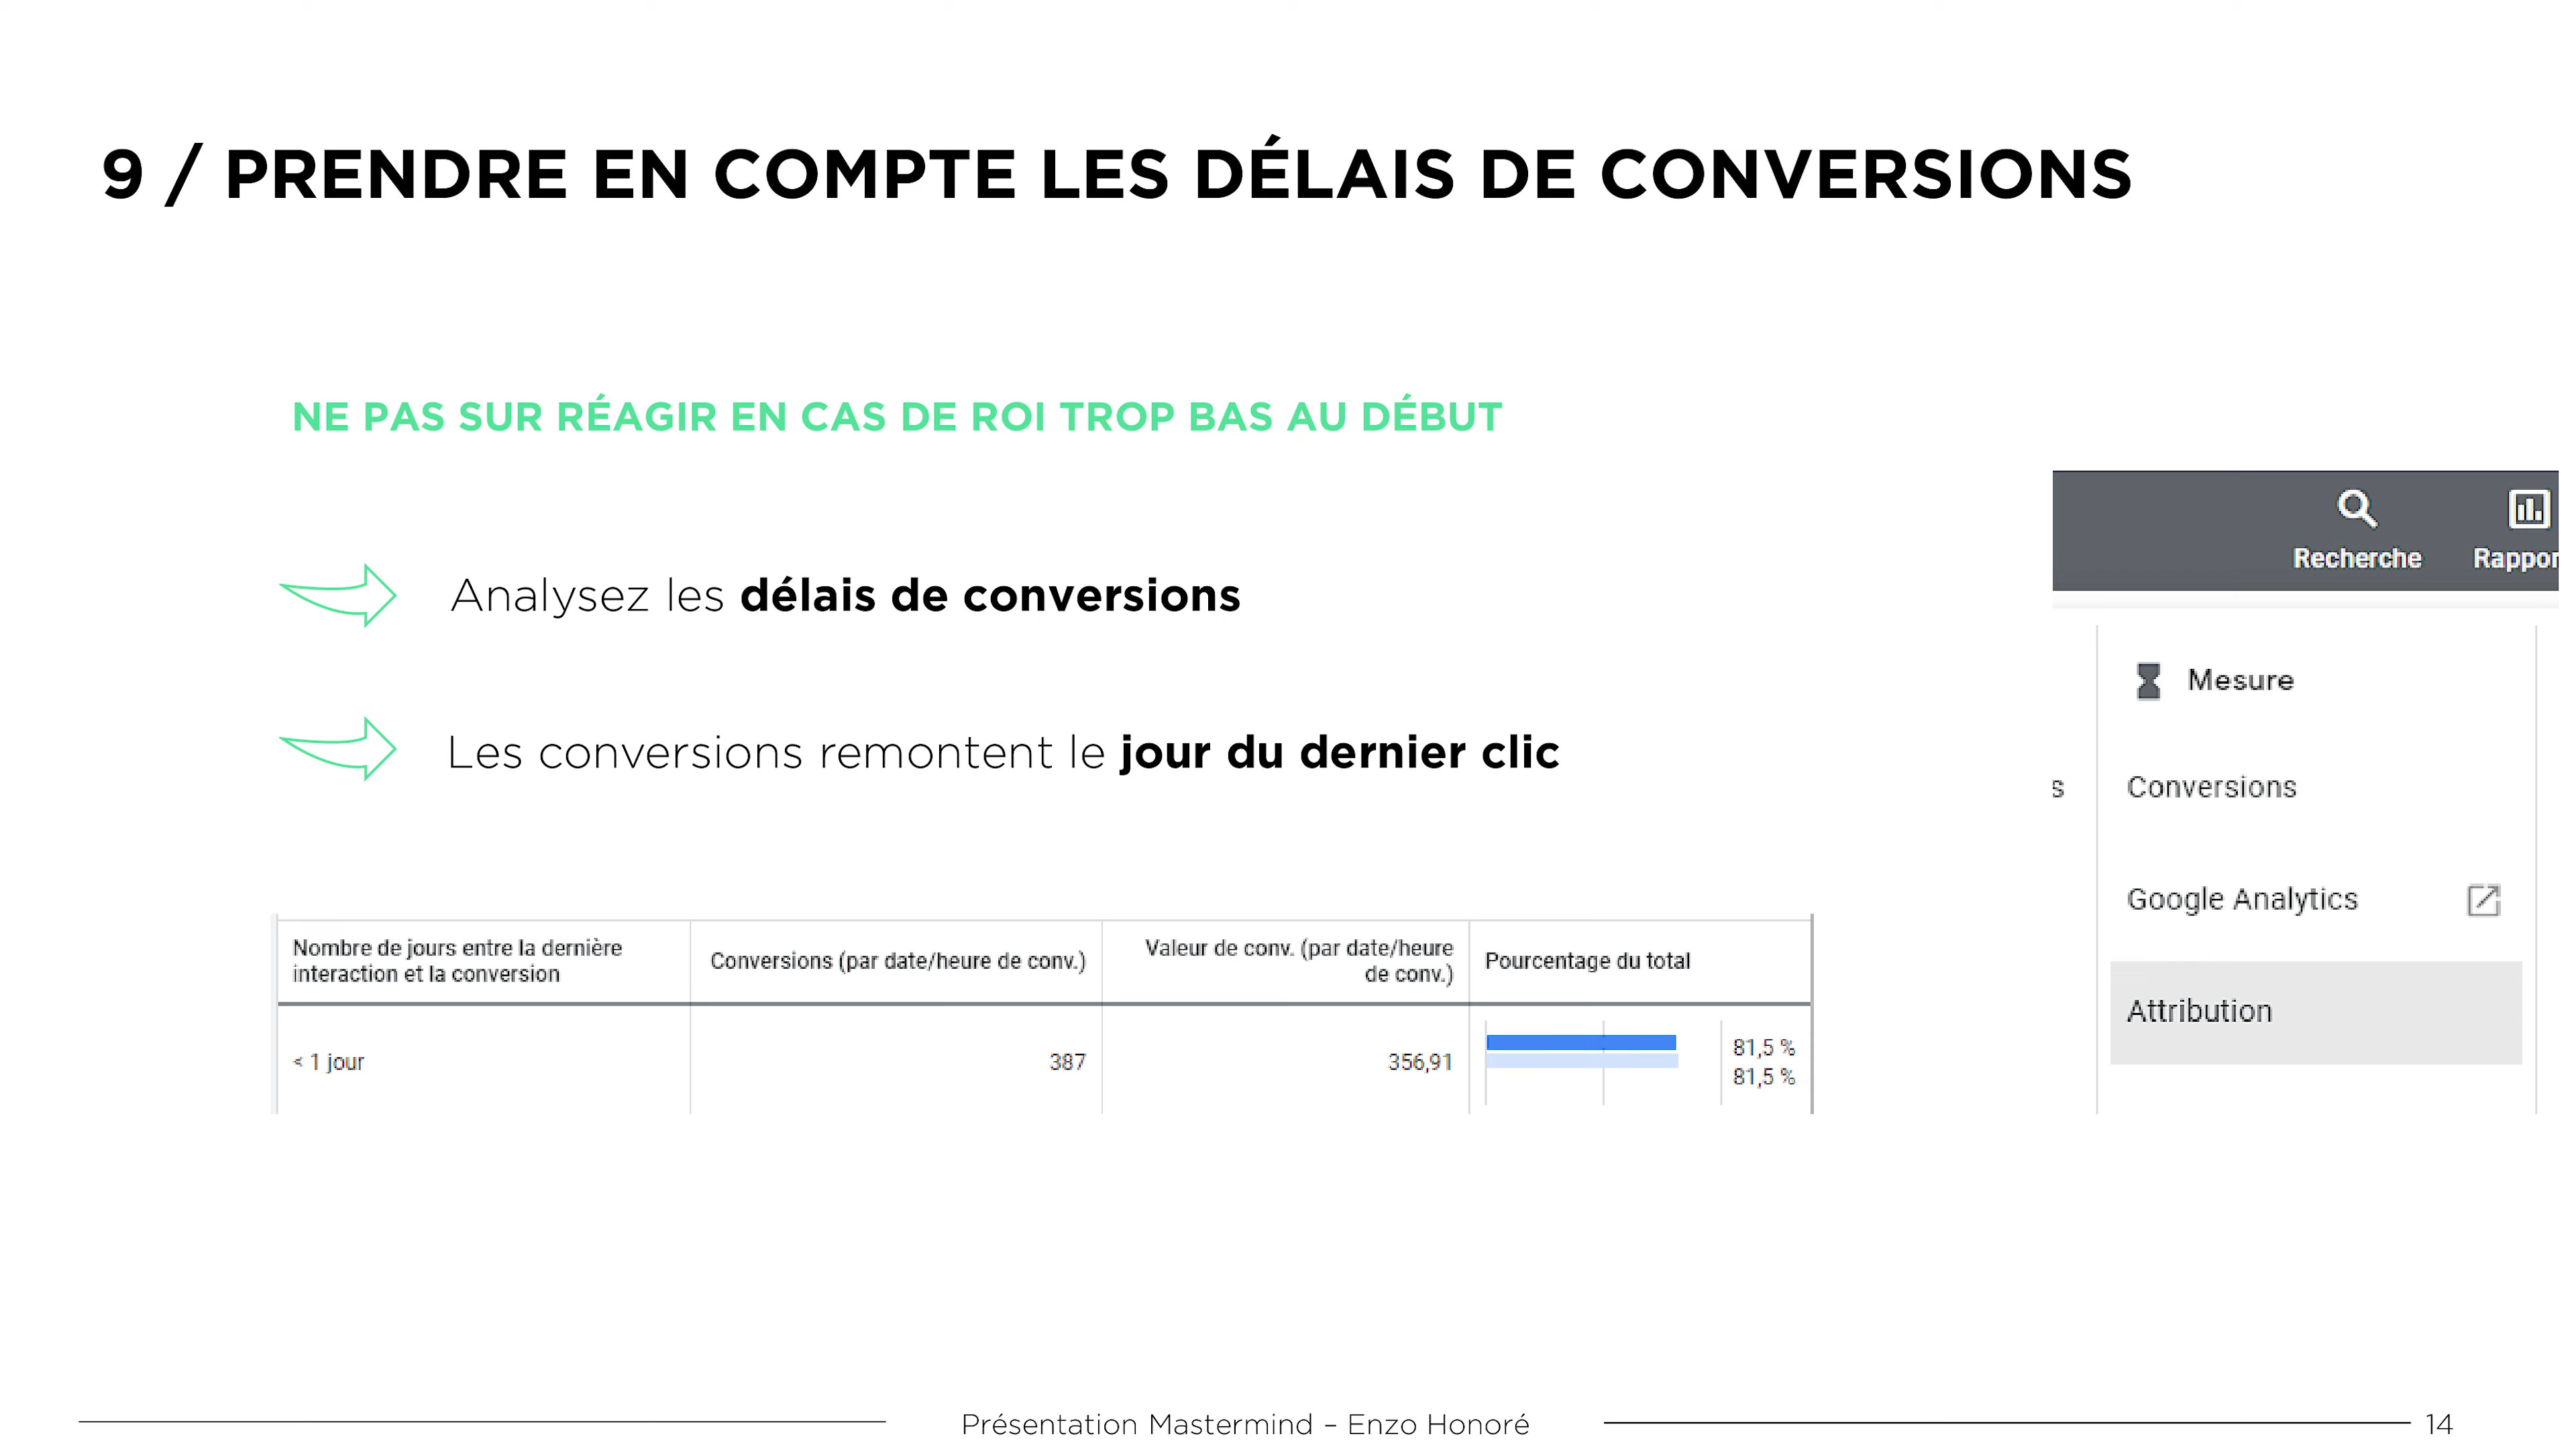 9 / PRENDRE EN COMPTE LES DÉLAIS DE CONVERSIONS
NE PAS SUR RÉAGIR EN CAS DE ROI TROP BAS AU DÉBUT
Analysez les délais de conversions
Les conversions remontent le jour du dernier clic
Nombre de jours entre la dernière
interaction et la conversion
Conversions (par date/heure de conv.)
Valeur de conv. (par date/heure
de conv.)
Pourcentage du total
< 1 jour
387
356,91
81,5 %
81,5 %
Recherche
Rappor
Mesure
s
Conversions
Google Analytics
Attribution
Présentation Mastermind – Enzo Honoré
14